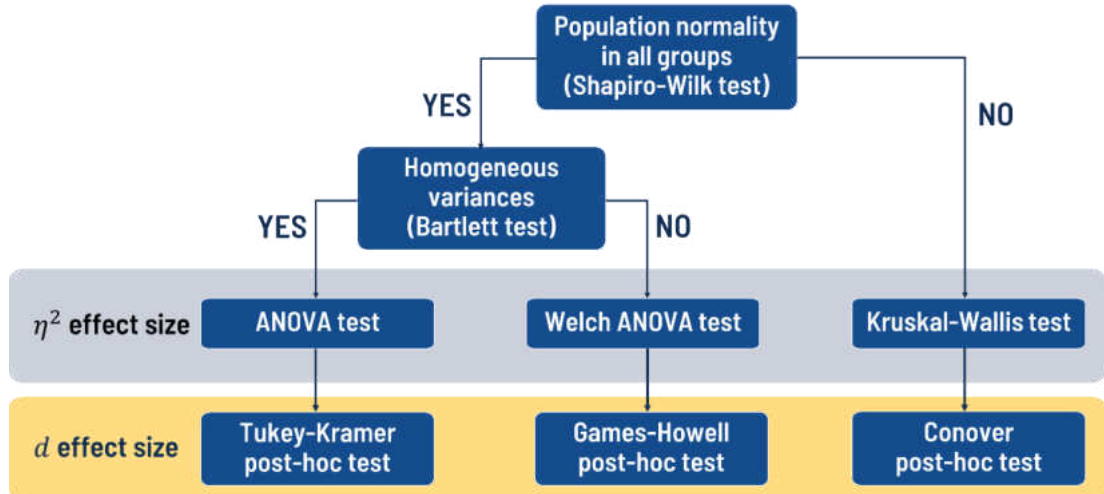 Population normality
in all groups
(Shapiro-Wilk test)
YES
NO
Homogeneous
variances
(Bartlett test)
YES
NO
η² effect size
ANOVA test
Welch ANOVA test
Kruskal-Wallis test
d effect size
Tukey-Kramer
post-hoc test
Games-Howell
post-hoc test
Conover
post-hoc test